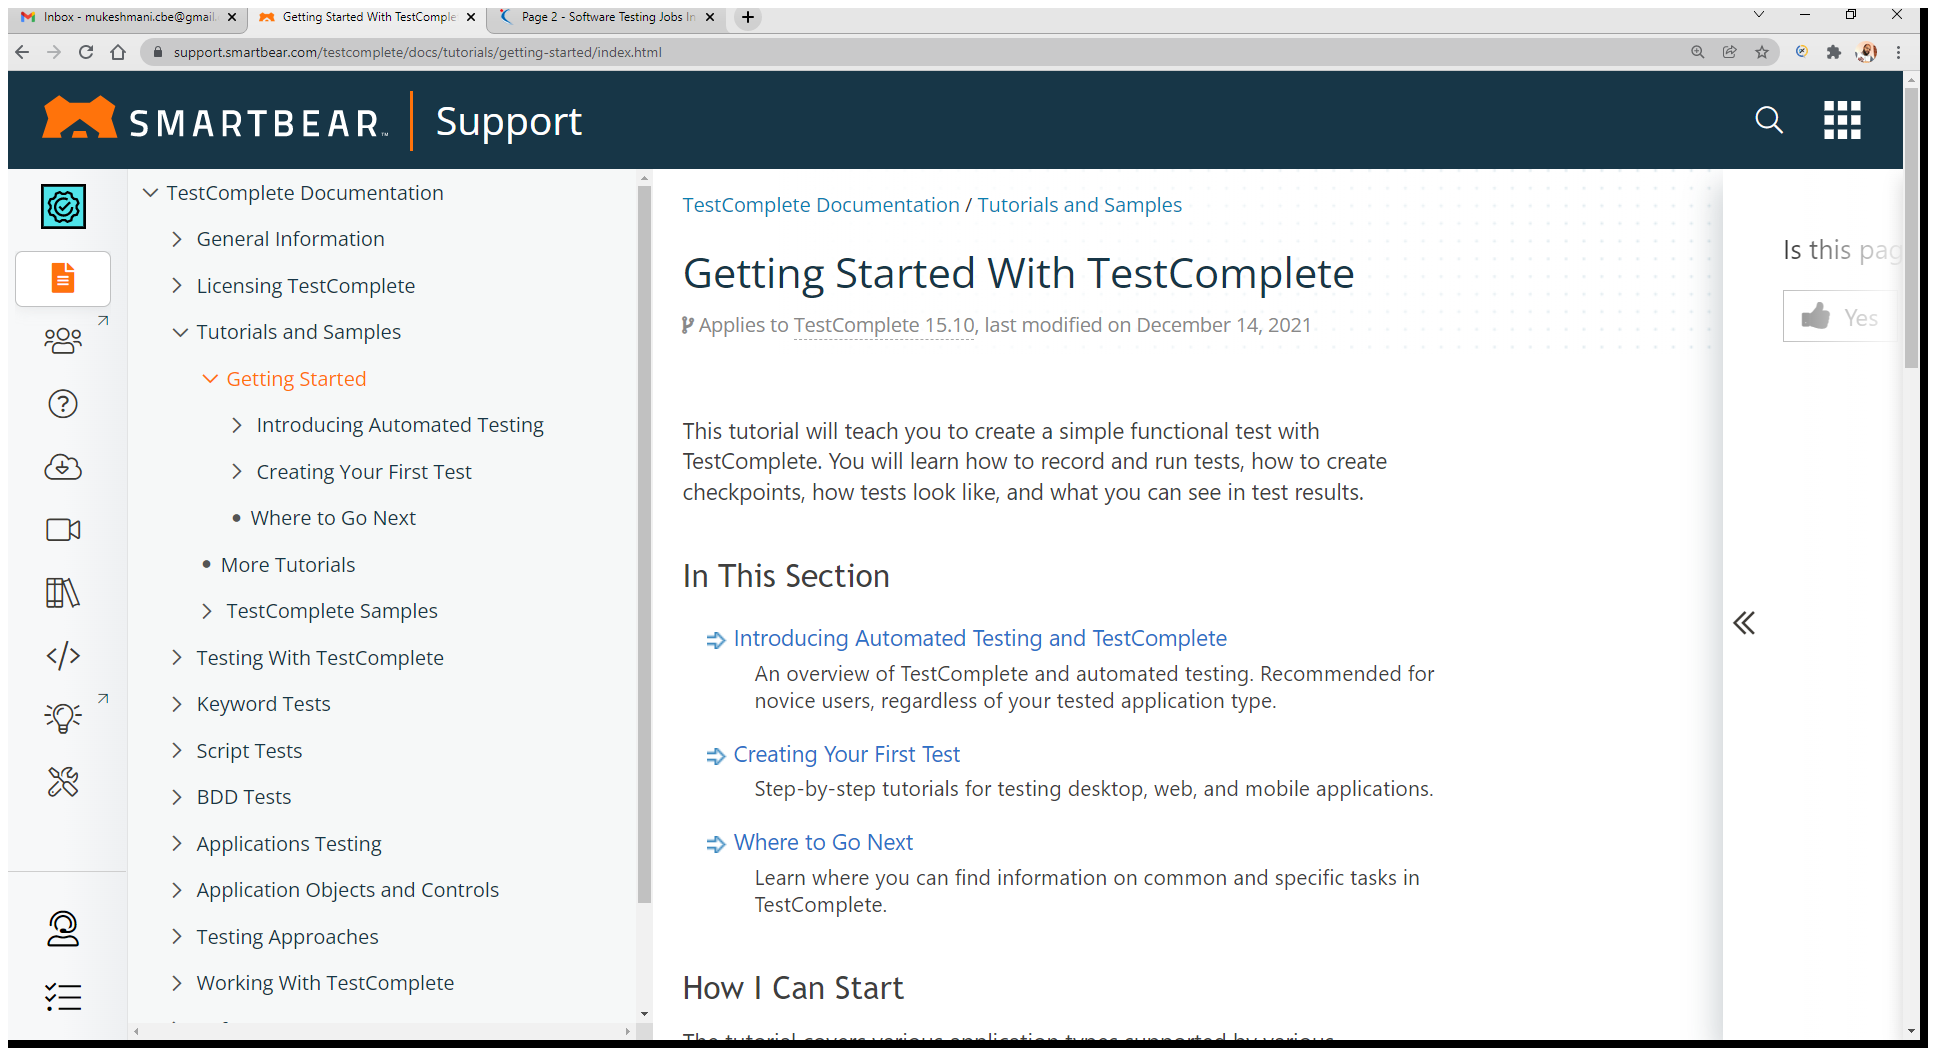 Inbox - mukeshmani.cbe@gmail.
Getting Started With TestComple
Page 2 - Software Testing Jobs In
support.smartbear.com/testcomplete/docs/tutorials/getting-started/index.html
SMARTBEAR™
Support
TestComplete Documentation
General Information
Licensing TestComplete
Tutorials and Samples
Getting Started
Introducing Automated Testing
Creating Your First Test
Where to Go Next
More Tutorials
TestComplete Samples
Testing With TestComplete
Keyword Tests
Script Tests
BDD Tests
Applications Testing
Application Objects and Controls
Testing Approaches
Working With TestComplete
TestComplete Documentation / Tutorials and Samples
Getting Started With TestComplete
Applies to TestComplete 15.10, last modified on December 14, 2021
This tutorial will teach you to create a simple functional test with
TestComplete. You will learn how to record and run tests, how to create
checkpoints, how tests look like, and what you can see in test results.
In This Section
Introducing Automated Testing and TestComplete
An overview of TestComplete and automated testing. Recommended for
novice users, regardless of your tested application type.
Creating Your First Test
Step-by-step tutorials for testing desktop, web, and mobile applications.
Where to Go Next
Learn where you can find information on common and specific tasks in
TestComplete.
How I Can Start
The tutorial covers various application types supported by various
Is this pag
Yes